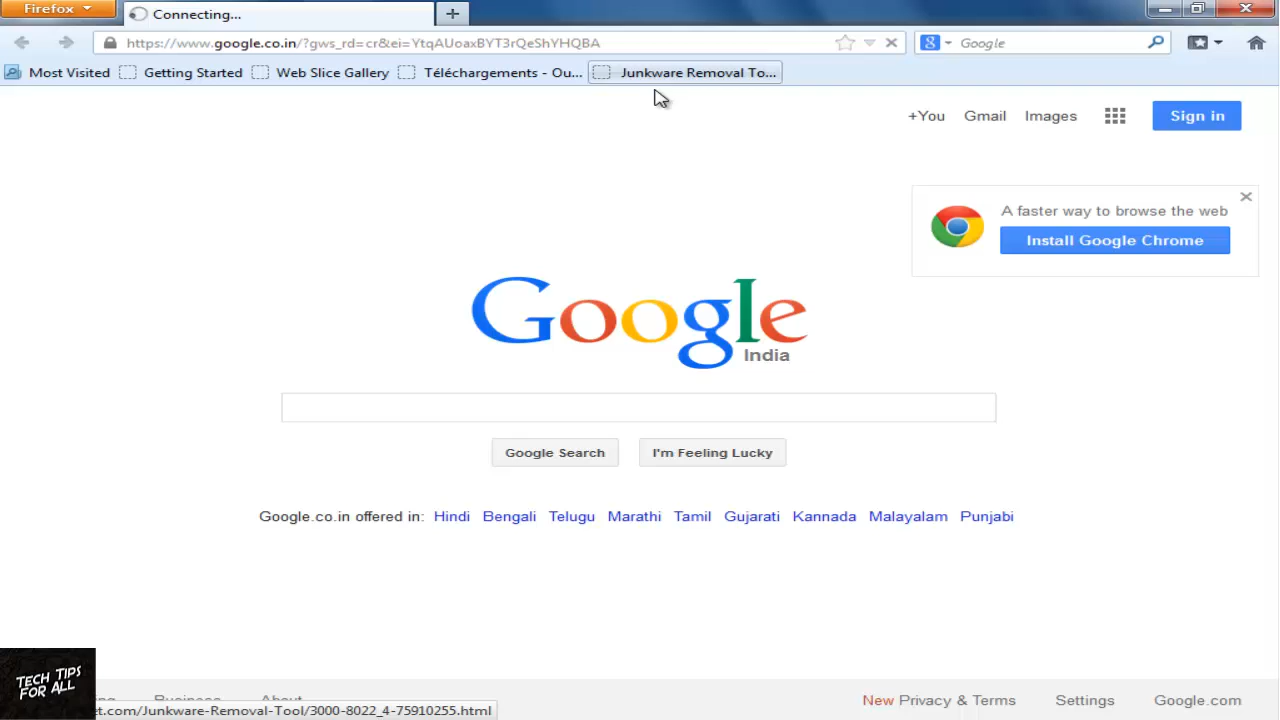 Firefox
Connecting...
https://www.google.co.in/?gws_rd=cr&ei=YtqAUoaxBYT3rQeShYHQBA
Google
Most Visited
Getting Started
Web Slice Gallery
Téléchargements - Ou...
Junkware Removal To...
+You
Gmail
Images
Sign in
A faster way to browse the web
Install Google Chrome
Google
India
Google Search
I'm Feeling Lucky
Google.co.in offered in: Hindi Bengali Telugu Marathi Tamil Gujarati Kannada Malayalam Punjabi
TECH TIPS
FOR ALL
Business
About
New Privacy & Terms
Settings
Google.com
et.com/Junkware-Removal-Tool/3000-8022_4-75910255.html